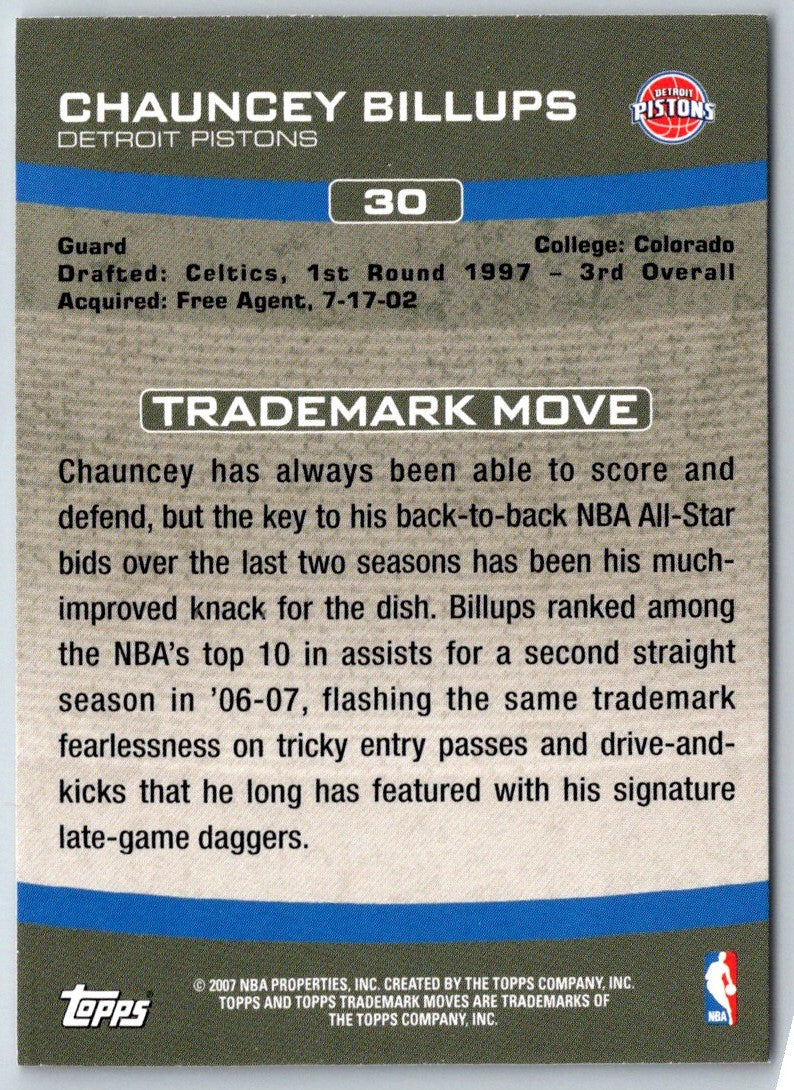 CHAUNCEY BILLUPS
DETROIT PISTONS
DETROIT
PISTONS
30
Guard College: Colorado
Drafted: Celtics, 1st Round 1997 – 3rd Overall
Acquired: Free Agent, 7-17-02
TRADEMARK MOVE
Chauncey has always been able to score and
defend, but the key to his back-to-back NBA All-Star
bids over the last two seasons has been his much-
improved knack for the dish. Billups ranked among
the NBA's top 10 in assists for a second straight
season in '06-07, flashing the same trademark
fearlessness on tricky entry passes and drive-and-
kicks that he long has featured with his signature
late-game daggers.
Topps
© 2007 NBA PROPERTIES, INC. CREATED BY THE TOPPS COMPANY, INC.
TOPPS AND TOPPS TRADEMARK MOVES ARE TRADEMARKS OF
THE TOPPS COMPANY, INC.
NBA